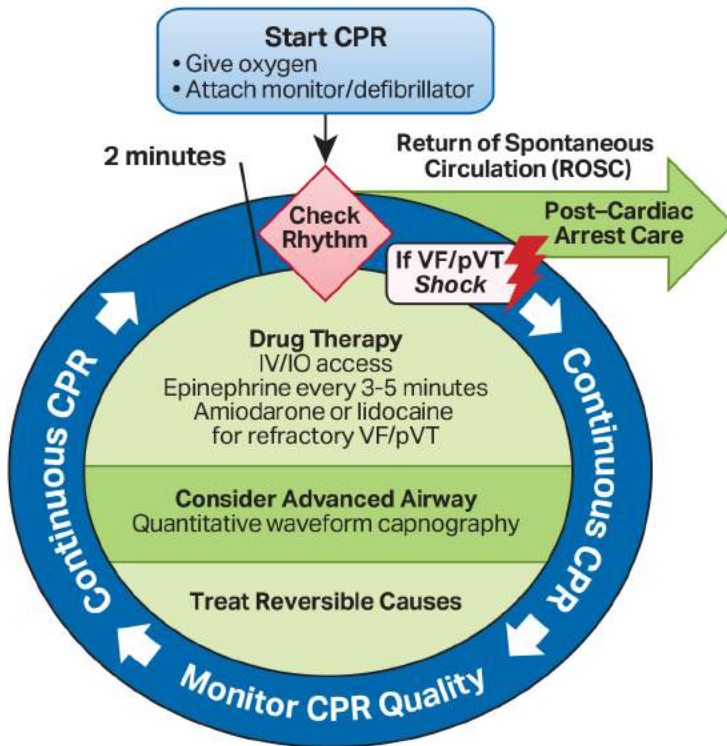 Start CPR
• Give oxygen
• Attach monitor/defibrillator
2 minutes
Return of Spontaneous
Circulation (ROSC)
Check
Rhythm
Post–Cardiac
Arrest Care
If VF/pVT
Shock
Drug Therapy
IV/IO access
Epinephrine every 3-5 minutes
Amiodarone or lidocaine
for refractory VF/pVT
Consider Advanced Airway
Quantitative waveform capnography
Treat Reversible Causes
Continuous CPR
Continuous CPR
Monitor CPR Quality